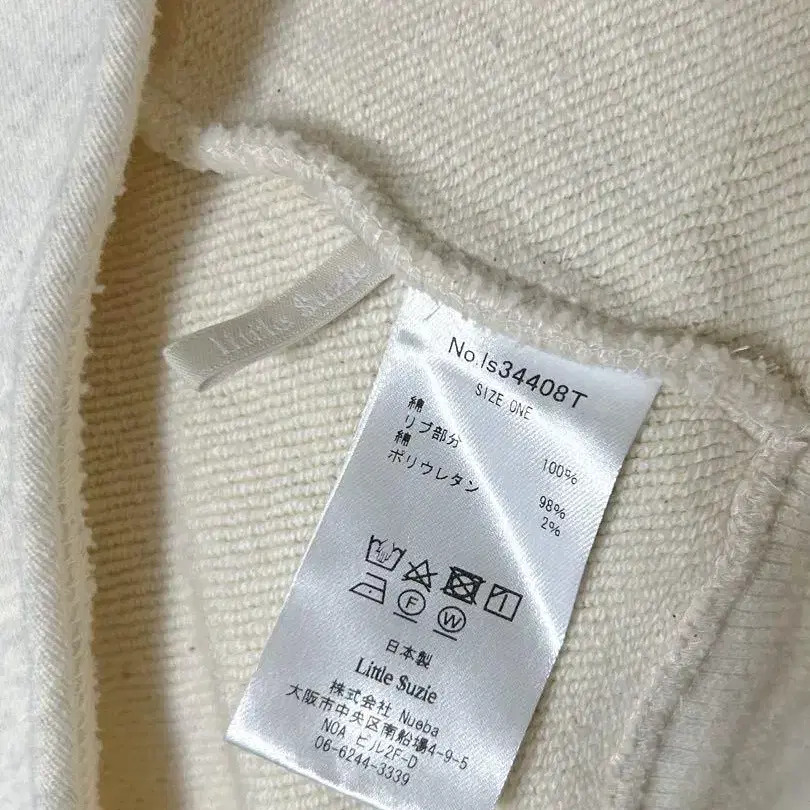 Little Suzie
No.ls34408T
SIZE ONE
綿 100%
リブ部分
綿 98%
ポリウレタン 2%
F W
日本製
Little Suzie
株式会社 Nueba
大阪市中央区南船場4-9-5
NOA ビル2F-D
06-6244-3339